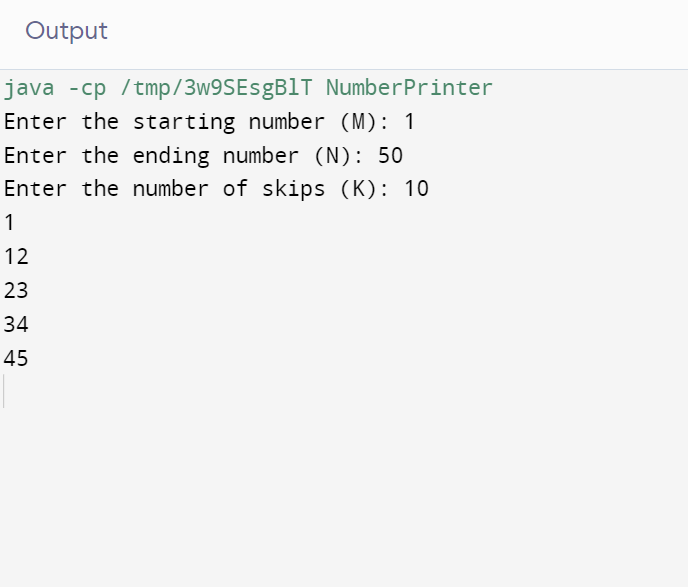 Output
java -cp /tmp/3w9SEsgBlT NumberPrinter
Enter the starting number (M): 1
Enter the ending number (N): 50
Enter the number of skips (K): 10
1
12
23
34
45